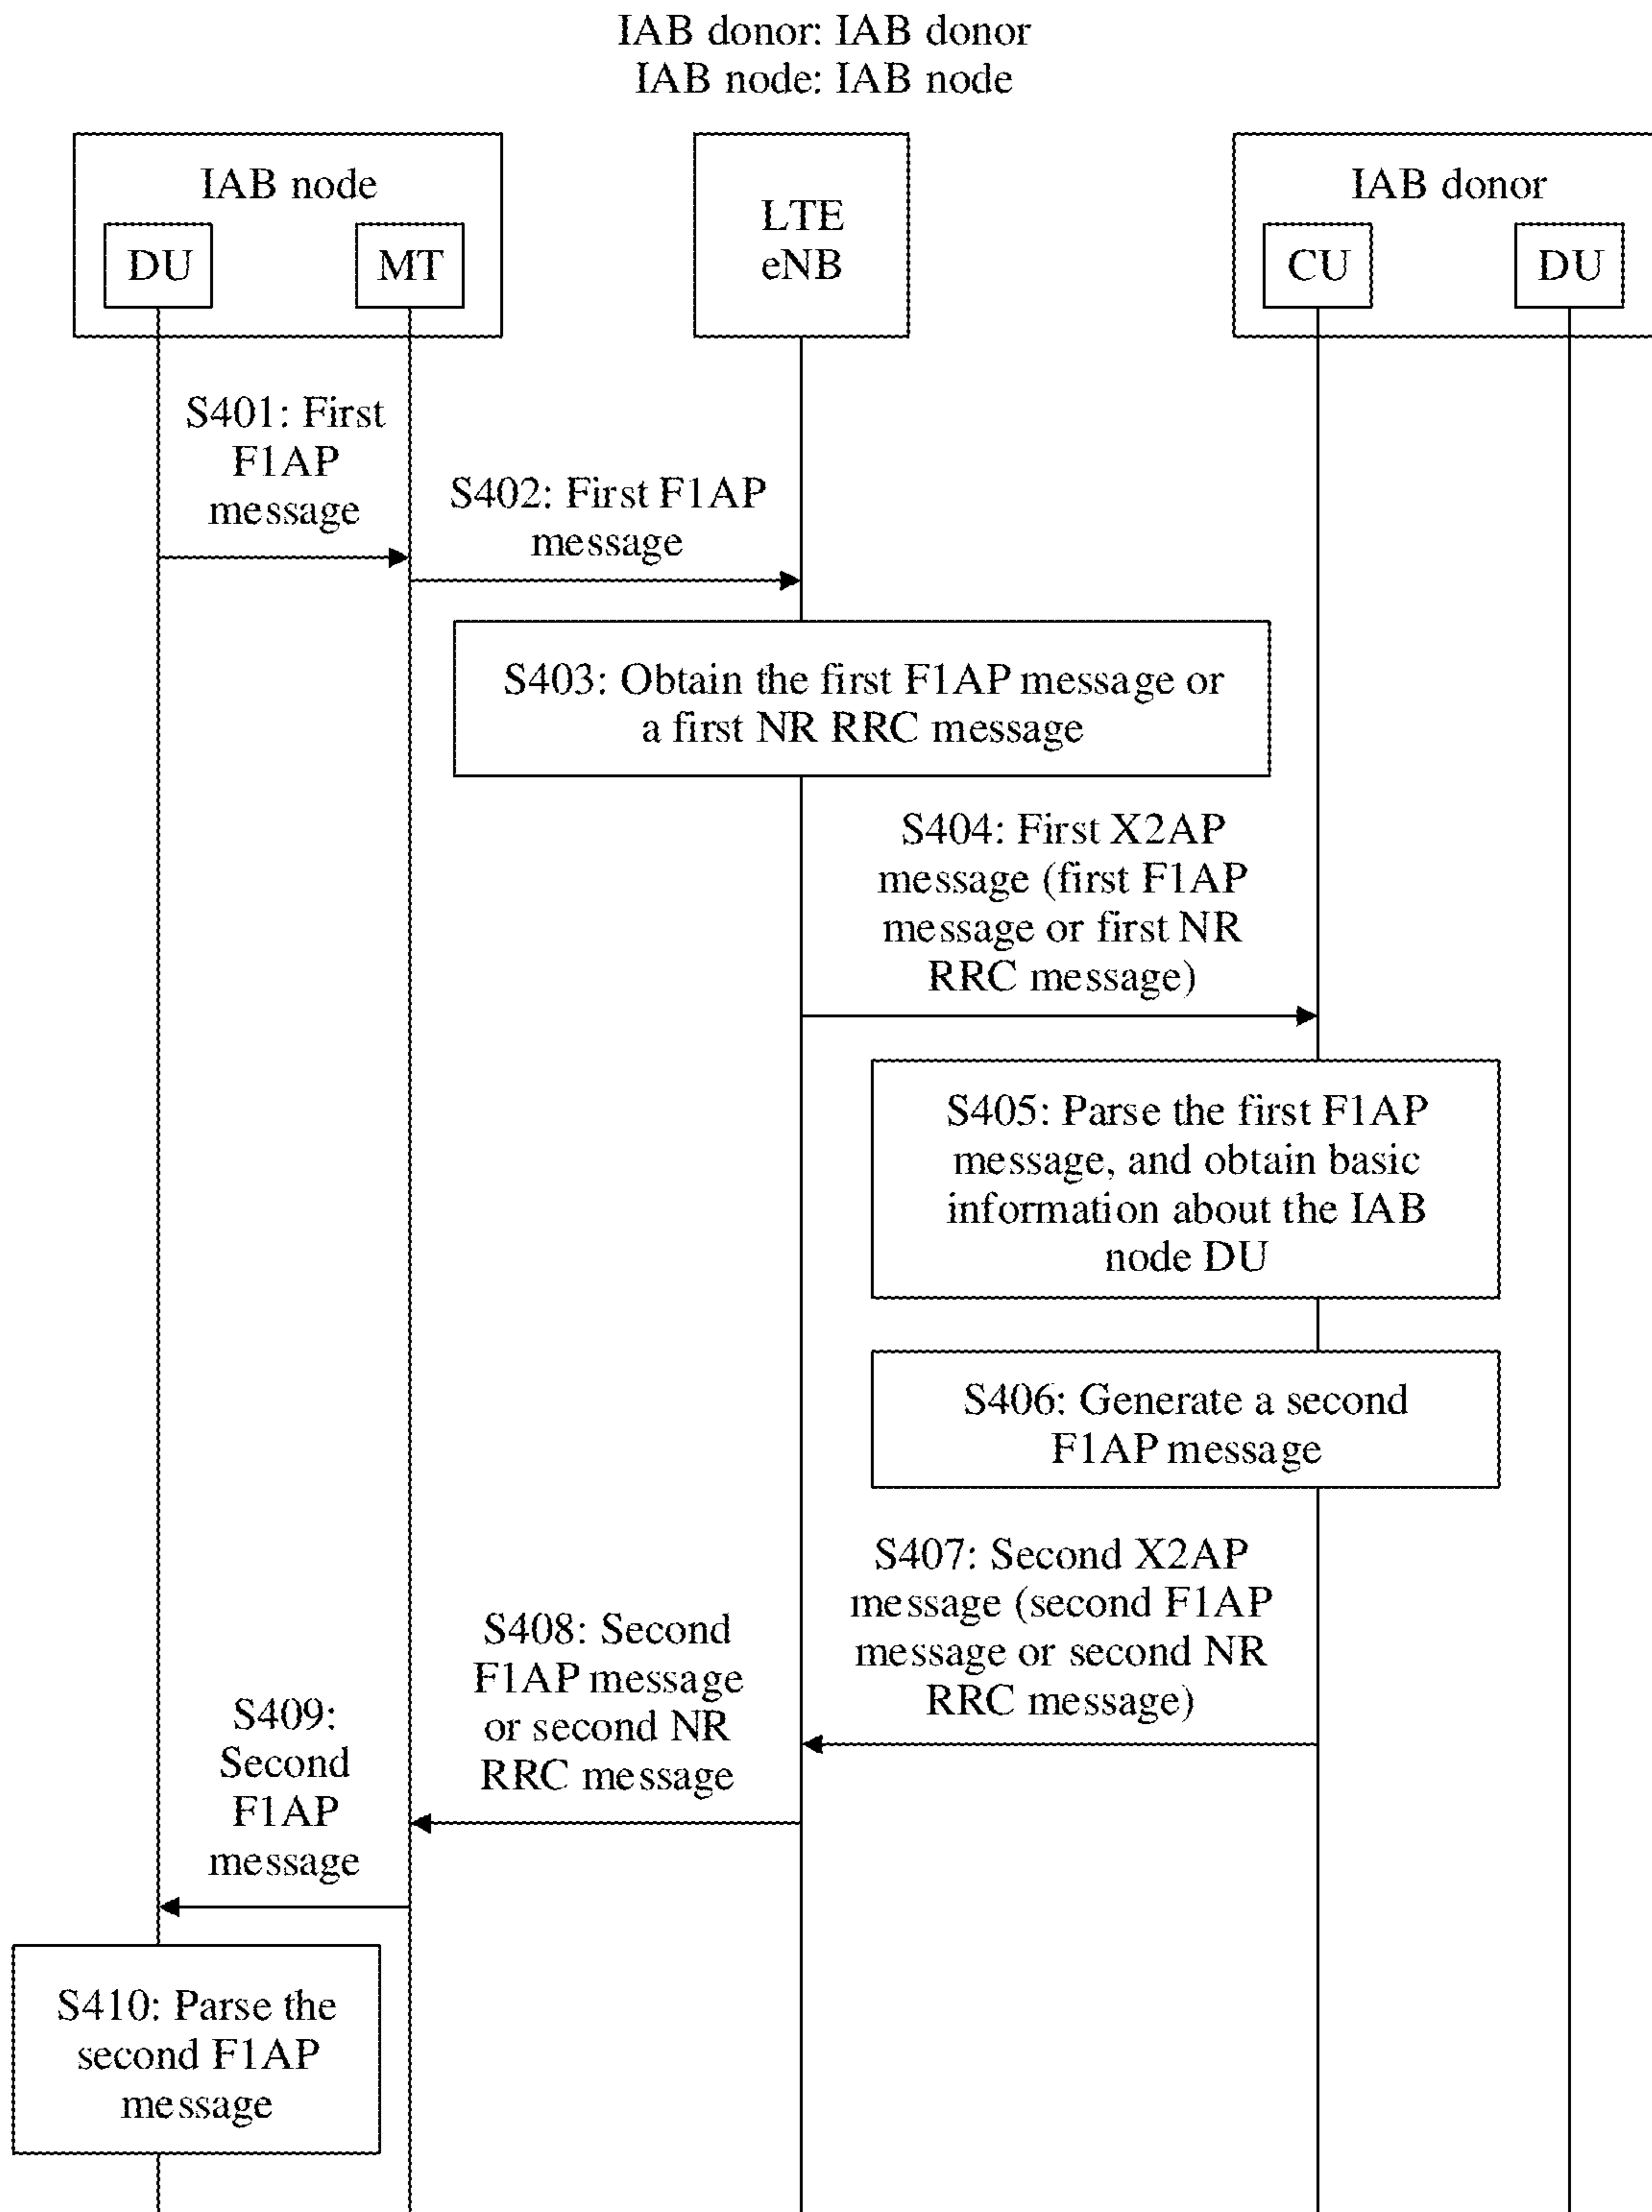 IAB donor: IAB donor
IAB node: IAB node
IAB node
DU
MT
LTE
eNB
IAB donor
CU
DU
S401: First
F1AP
message
S402: First F1AP
message
S403: Obtain the first F1AP message or
a first NR RRC message
S404: First X2AP
message (first F1AP
message or first NR
RRC message)
S405: Parse the first F1AP
message, and obtain basic
information about the IAB
node DU
S406: Generate a second
F1AP message
S407: Second X2AP
message (second F1AP
message or second NR
RRC message)
S408: Second
F1AP message
or second NR
RRC message
S409:
Second
F1AP
message
S410: Parse the
second F1AP
message